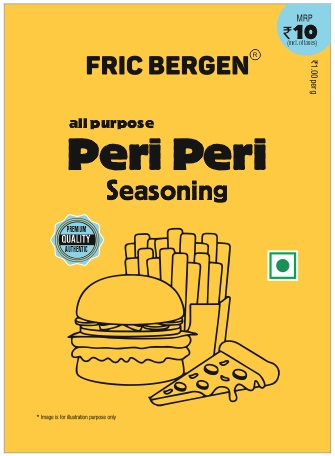 MRP
₹10
(incl. of taxes)
₹1.00 per g
FRIC BERGEN®
all purpose
Peri Peri
Seasoning
PREMIUM
QUALITY
AUTHENTIC
* Image is for illustration purpose only